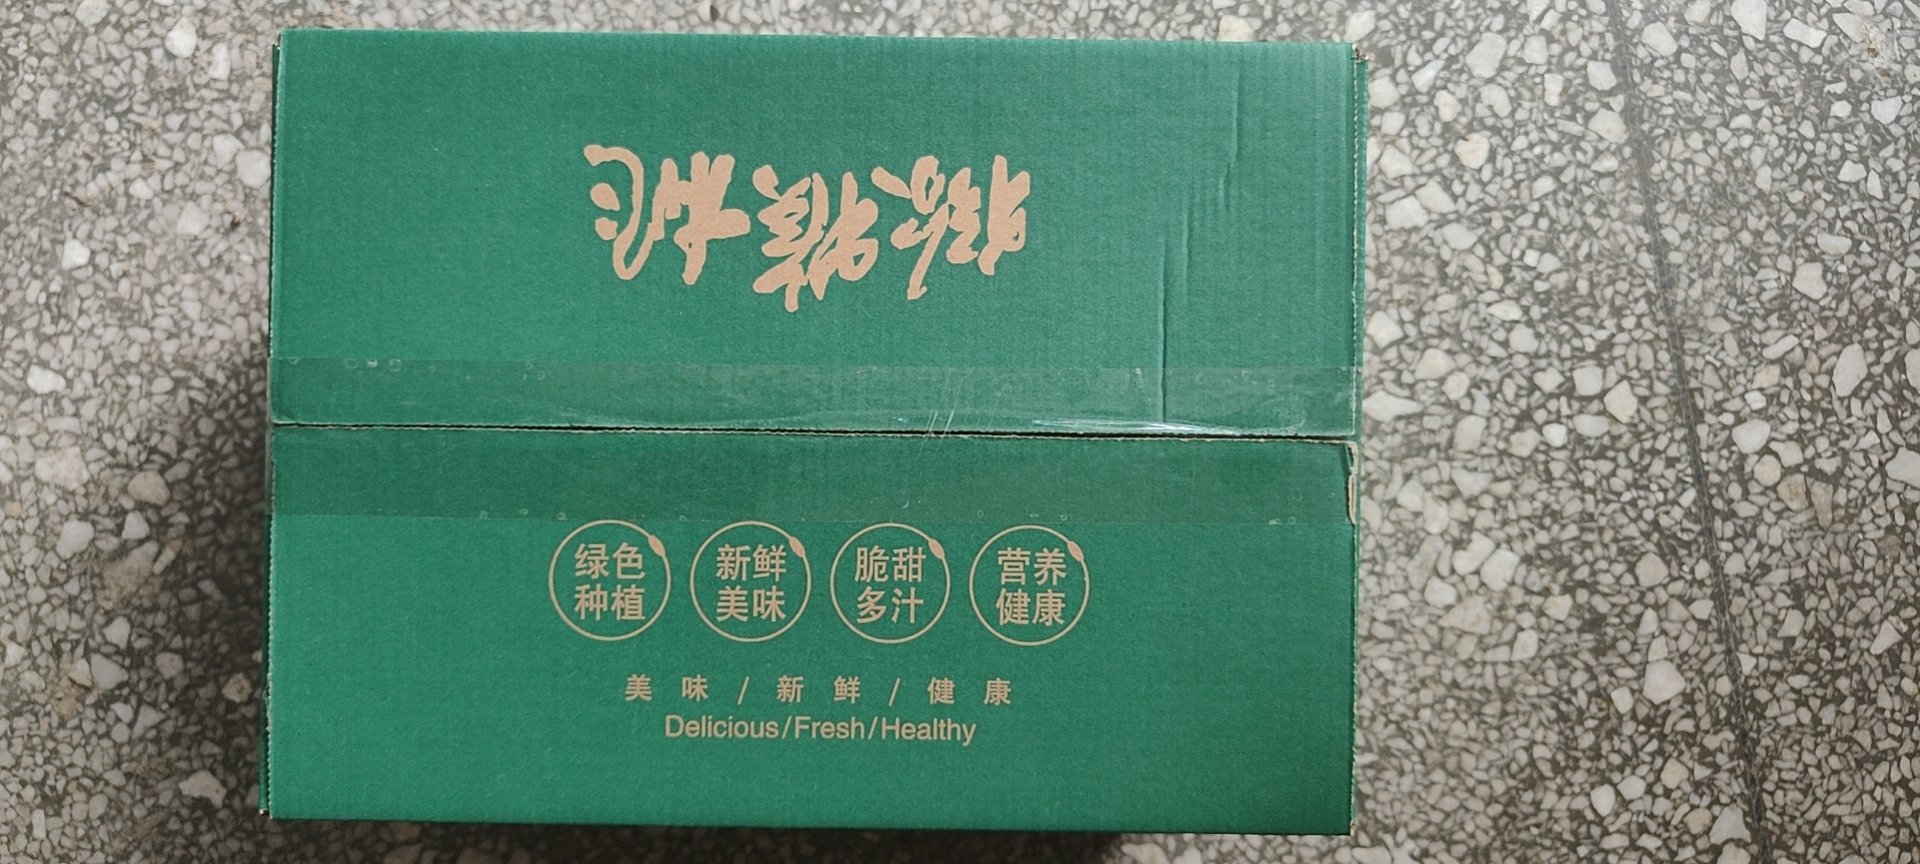 猕猴桃
绿色
种植
新鲜
美味
脆甜
多汁
营养
健康
美味/新鲜/健康
Delicious/Fresh/Healthy